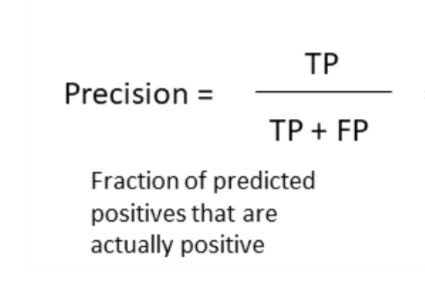 TP
Precision =
TP + FP
Fraction of predicted
positives that are
actually positive